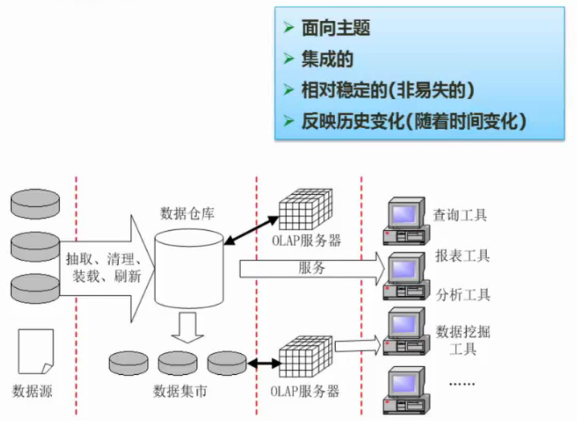 面向主题
集成的
相对稳定的(非易失的)
反映历史变化(随着时间变化)
数据仓库
OLAP服务器
查询工具
抽取、清理、
装载、刷新
服务
报表工具
分析工具
数据挖掘
工具
数据源
数据集市
OLAP服务器
……